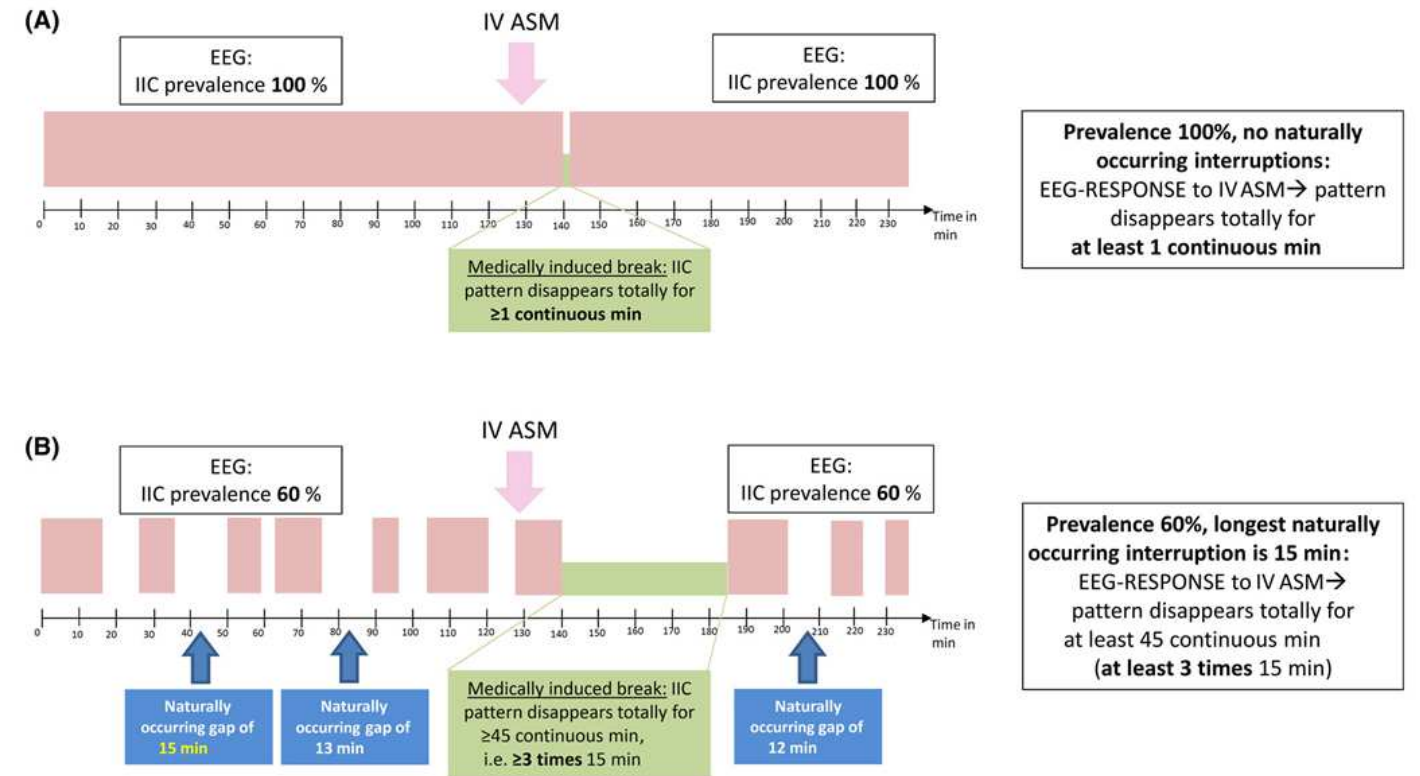 (A)
IV ASM
EEG:
IIC prevalence 100 %
EEG:
IIC prevalence 100 %
0 10 20 30 40 50 60 70 80 90 100 110 120 130 140 150 160 170 180 190 200 210 220 230
Time in
min
Medically induced break: IIC
pattern disappears totally for
≥1 continuous min
Prevalence 100%, no naturally
occurring interruptions:
EEG-RESPONSE to IV ASM→ pattern
disappears totally for
at least 1 continuous min
(B)
IV ASM
EEG:
IIC prevalence 60 %
EEG:
IIC prevalence 60 %
0 10 20 30 40 50 60 70 80 90 100 110 120 130 140 150 160 170 180 190 200 210 220 230
Time in
min
Naturally
occurring gap of
15 min
Naturally
occurring gap of
13 min
Medically induced break: IIC
pattern disappears totally for
≥45 continuous min,
i.e. ≥3 times 15 min
Naturally
occurring gap of
12 min
Prevalence 60%, longest naturally
occurring interruption is 15 min:
EEG-RESPONSE to IV ASM→
pattern disappears totally for
at least 45 continuous min
(at least 3 times 15 min)